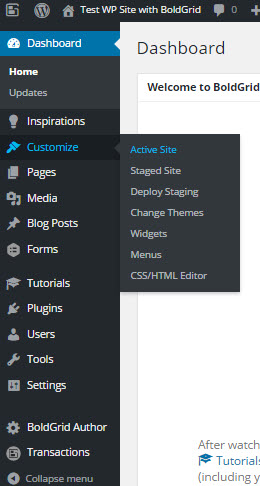 Test WP Site with BoldGrid 0
Dashboard
Home
Updates
Inspirations
Customize
Pages
Media
Blog Posts
Forms
Tutorials
Plugins
Users
Tools
Settings
BoldGrid Author
Transactions
Collapse menu
Active Site
Staged Site
Deploy Staging
Change Themes
Widgets
Menus
CSS/HTML Editor
Dashboard
Welcome to BoldGrid
After watch
Tutorials
(including y